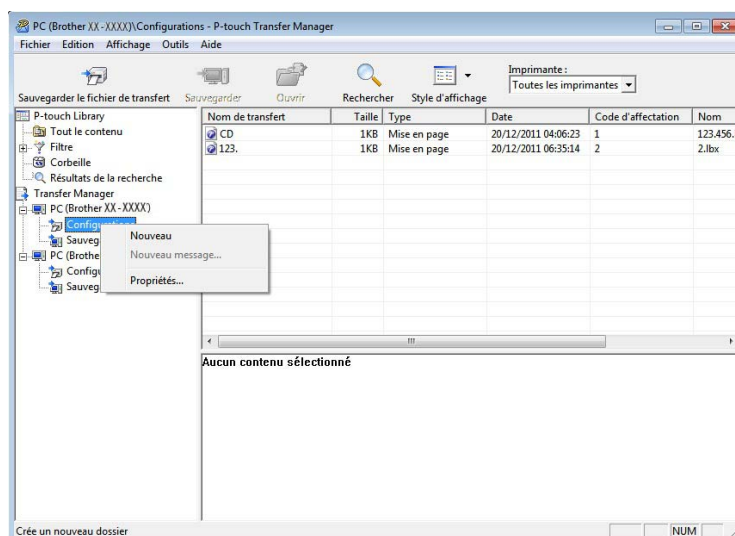 PC (Brother XX-XXXX)\Configurations - P-touch Transfer Manager
Fichier Edition Affichage Outils Aide
Sauvegarder le fichier de transfert Sauvegarder Ouvrir Rechercher Style d'affichage Imprimante : Toutes les imprimantes
P-touch Library
Tout le contenu
Filtre
Corbeille
Résultats de la recherche
Transfer Manager
PC (Brother XX-XXXX)
Configurations
Sauveg
PC (Brothe
Configu
Sauveg
Nouveau
Nouveau message...
Propriétés...
Nom de transfert Taille Type Date Code d'affectation Nom
CD 1KB Mise en page 20/12/2011 04:06:23 1 123.456.
123. 1KB Mise en page 20/12/2011 06:35:14 2 2.lbx
Aucun contenu sélectionné
Crée un nouveau dossier NUM